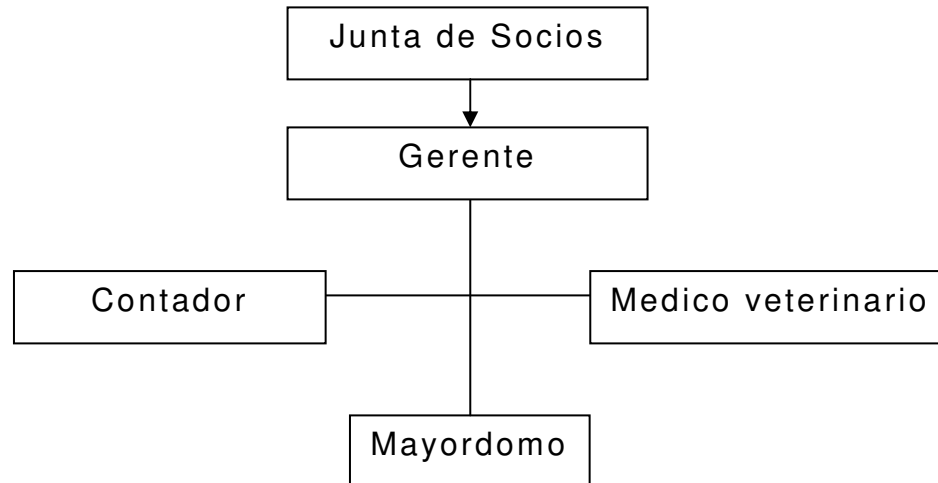 Junta de Socios
Gerente
Contador
Medico veterinario
Mayordomo